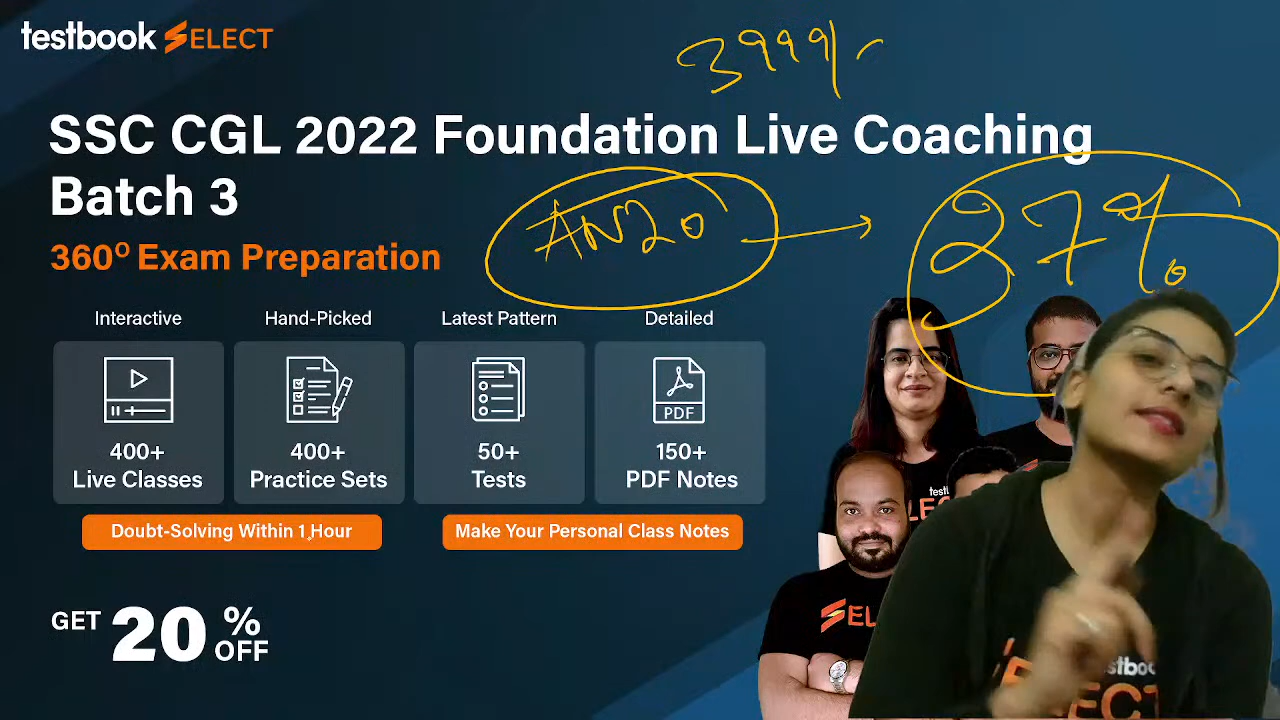 testbook SELECT
3999/-
SSC CGL 2022 Foundation Live Coaching
Batch 3
AN20
360º Exam Preparation
Interactive
Hand-Picked
Latest Pattern
Detailed
PDF
400+
Live Classes
400+
Practice Sets
50+
Tests
150+
PDF Notes
Doubt-Solving Within 1 Hour
Make Your Personal Class Notes
GET 20 % OFF